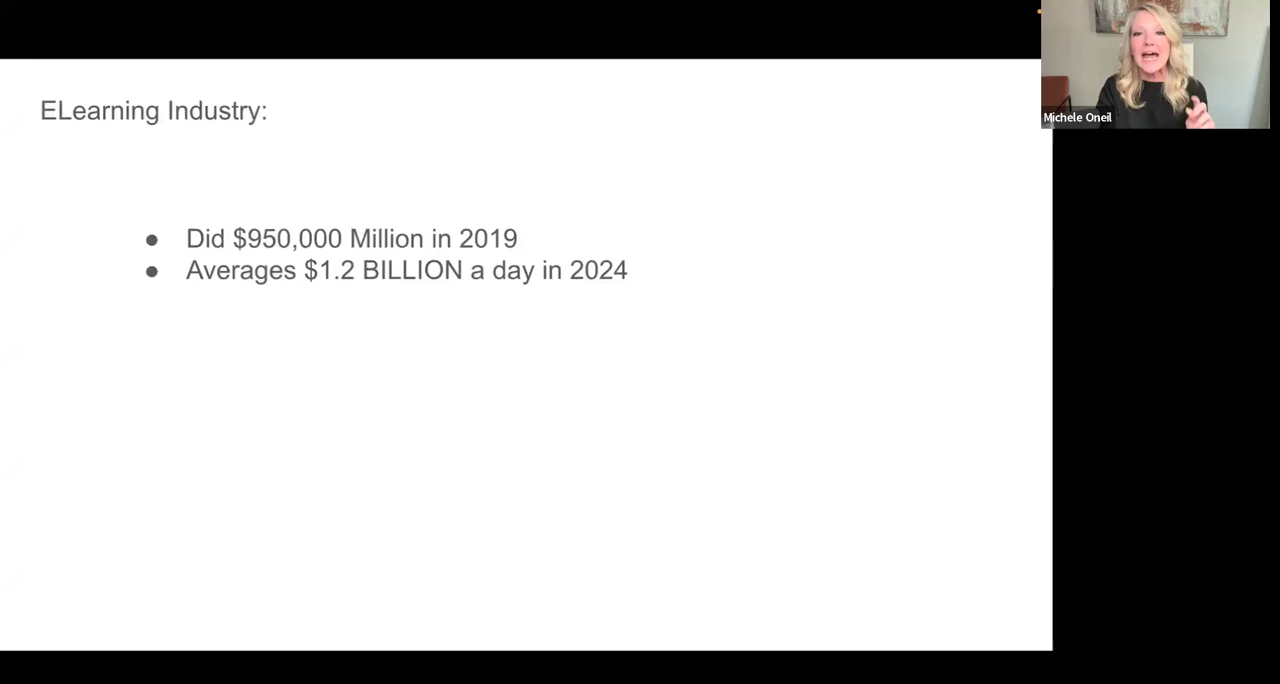 ELearning Industry:
Michele Oneil
● Did $950,000 Million in 2019
● Averages $1.2 BILLION a day in 2024